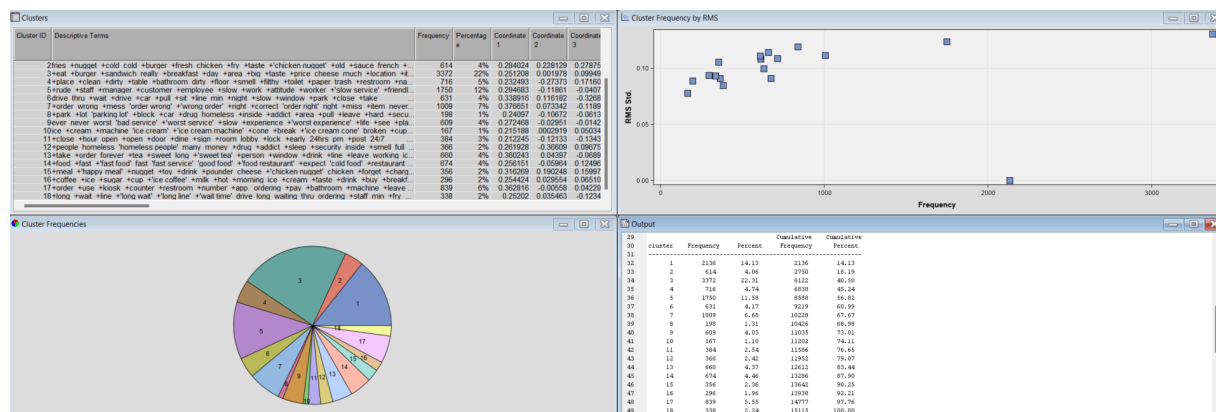 Clusters
Cluster ID Descriptive Terms Frequency Percentag e Coordinate 1 Coordinate 2 Coordinate 3
2 fries +nugget +cold cold +burger +fresh chicken +fry +taste +'chicken nugget' +old +sauce french + ... 614 4% 0.284024 0.228129 0.27875
3 +eat +burger +sandwich really +breakfast +day +area +big +taste +price cheese much +location +it... 3372 22% 0.251208 0.001978 0.09949
4 +place +clean +dirty +table +bathroom dirty +floor +smell +filthy +toilet +paper trash +restroom +na... 716 5% 0.232493 -0.27373 0.17160
5 +rude +staff +manager +customer +employee +slow +work +attitude +worker +'slow service' +friendl... 1750 12% 0.294683 -0.11861 -0.0407
6 drive thru +wait +drive +car +pull +sit +line min +night +slow +window +park +close +take ... 631 4% 0.338916 0.116182 -0.3268
7 +order wrong +mess 'order wrong' +'wrong order' +right +correct 'order right' right +miss +item never... 1009 7% 0.376651 0.073342 -0.1189
8 +park +lot 'parking lot' +block +car +drug homeless +inside +addict +area +pull +leave +hard +secu... 198 1% 0.24097 -0.10672 -0.0613
9 ever never worst 'bad service' +'worst service' +slow +experience +'worst experience' +life +see +pla... 609 4% 0.272468 -0.02951 -0.0142
10 ice +cream +machine 'ice cream' +'ice cream machine' +cone +break +'ice cream cone' broken +cup... 167 1% 0.215188 .0002919 0.05034
11 +close +hour open +open +door +dine +sign +room lobby +lock +early 24hrs pm +post 24/7 ... 384 3% 0.212245 -0.12133 -0.1343
12 +people homeless 'homeless people' many money +drug +addict +sleep +security inside +smell full ... 366 2% 0.261928 -0.36609 0.09675
13 +take +order forever +tea +sweet long +'sweet tea' +person +window +drink +line +leave working ic... 660 4% 0.360243 0.04397 -0.0689
14 +food +fast +'fast food' fast 'fast service' 'good food' +'food restaurant' +expect 'cold food' +restaurant ... 674 4% 0.256151 -0.05964 0.12496
15 +meal +'happy meal' +nugget +toy +drink +pounder cheese +'chicken nugget' chicken +forget +charg... 356 2% 0.316269 0.190248 0.15997
16 +coffee +ice +sugar +cup +'ice coffee' +milk +hot +morning ice cream +taste +drink +buy +breakf... 296 2% 0.254424 0.029554 0.06510
17 +order +use +kiosk +counter +restroom +number +app. ordering +pay +bathroom +machine +leave ... 839 6% 0.362816 -0.00558 0.04229
18 +long +wait +line +'long wait' +'long line' +'wait time' drive long waiting thru ordering +staff min +fry ... 338 2% 0.25202 0.035463 -0.1234
Cluster Frequency by RMS
RMS Std.
0.10
0.05
0.00
0 1000 2000 3000
Frequency
Cluster Frequencies
1
2
3
4
5
6
7
8
9
10
11
12
13
14
15
16
17
18
Output
29 Cumulative Cumulative
30 cluster Frequency Percent Frequency Percent
31 ------------------------------------------------------------
32 1 2136 14.13 2136 14.13
33 2 614 4.06 2750 18.19
34 3 3372 22.31 6122 40.50
35 4 716 4.74 6838 45.24
36 5 1750 11.58 8588 56.82
37 6 631 4.17 9219 60.99
38 7 1009 6.68 10228 67.67
39 8 198 1.31 10426 68.98
40 9 609 4.03 11035 73.01
41 10 167 1.10 11202 74.11
42 11 384 2.54 11586 76.65
43 12 366 2.42 11952 79.07
44 13 660 4.37 12612 83.44
45 14 674 4.46 13286 87.90
46 15 356 2.36 13642 90.25
47 16 296 1.96 13938 92.21
48 17 839 5.55 14777 97.76
49 18 338 2.24 15115 100.00